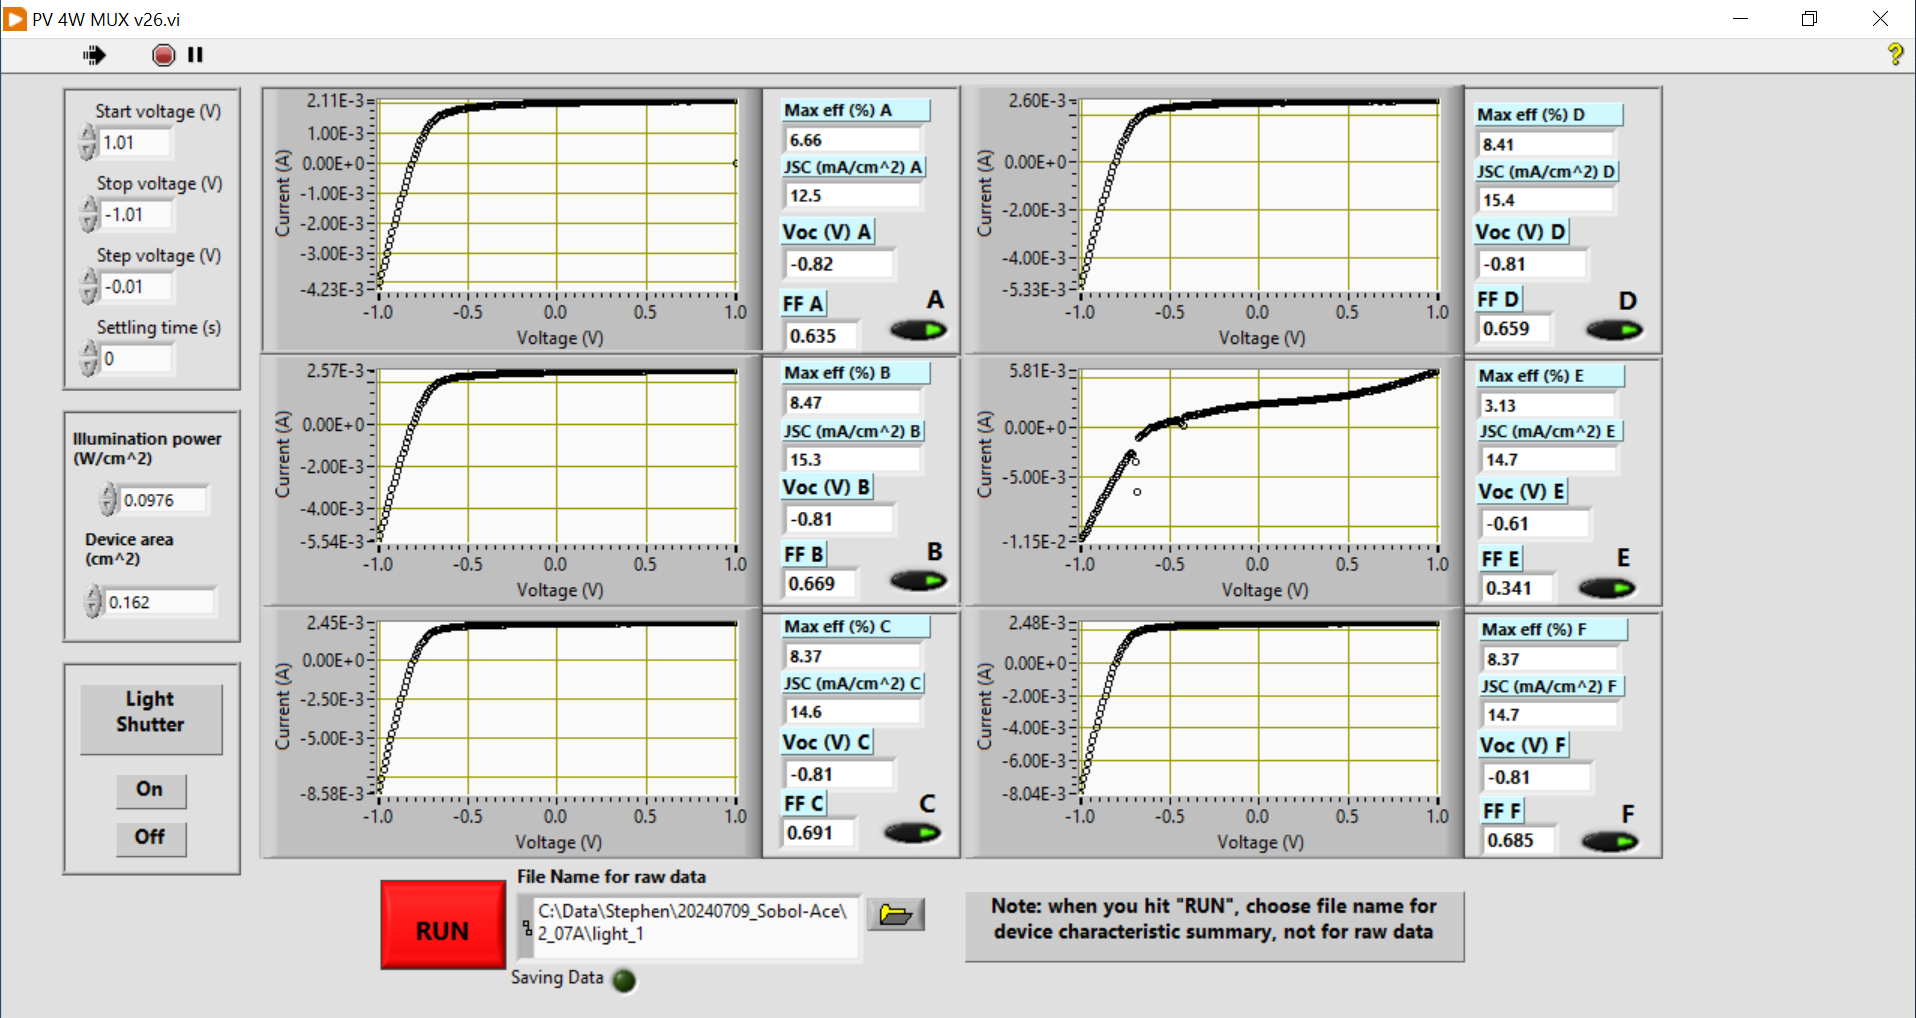 PV 4W MUX v26.vi
Start voltage (V)
1.01
Stop voltage (V)
-1.01
Step voltage (V)
-0.01
Settling time (s)
0
Illumination power
(W/cm^2)
0.0976
Device area
(cm^2)
0.162
Light
Shutter
On
Off
Current (A)
2.11E-3
1.00E-3
0.00E+0
-1.00E-3
-2.00E-3
-3.00E-3
-4.23E-3
-1.0 -0.5 0.0 0.5 1.0
Voltage (V)
Max eff (%) A
6.66
JSC (mA/cm^2) A
12.5
Voc (V) A
-0.82
FF A
0.635
A
Current (A)
2.60E-3
0.00E+0
-2.00E-3
-4.00E-3
-5.33E-3
-1.0 -0.5 0.0 0.5 1.0
Voltage (V)
Max eff (%) D
8.41
JSC (mA/cm^2) D
15.4
Voc (V) D
-0.81
FF D
0.659
D
Current (A)
2.57E-3
0.00E+0
-2.00E-3
-4.00E-3
-5.54E-3
-1.0 -0.5 0.0 0.5 1.0
Voltage (V)
Max eff (%) B
8.47
JSC (mA/cm^2) B
15.3
Voc (V) B
-0.81
FF B
0.669
B
Current (A)
5.81E-3
0.00E+0
-5.00E-3
-1.15E-2
-1.0 -0.5 0.0 0.5 1.0
Voltage (V)
Max eff (%) E
3.13
JSC (mA/cm^2) E
14.7
Voc (V) E
-0.61
FF E
0.341
E
Current (A)
2.45E-3
0.00E+0
-2.50E-3
-5.00E-3
-8.58E-3
-1.0 -0.5 0.0 0.5 1.0
Voltage (V)
Max eff (%) C
8.37
JSC (mA/cm^2) C
14.6
Voc (V) C
-0.81
FF C
0.691
C
Current (A)
2.48E-3
0.00E+0
-2.00E-3
-4.00E-3
-6.00E-3
-8.04E-3
-1.0 -0.5 0.0 0.5 1.0
Voltage (V)
Max eff (%) F
8.37
JSC (mA/cm^2) F
14.7
Voc (V) F
-0.81
FF F
0.685
F
RUN
File Name for raw data
C:\Data\Stephen\20240709_Sobol-Ace\
2_07A\light_1
Saving Data
Note: when you hit "RUN", choose file name for
device characteristic summary, not for raw data